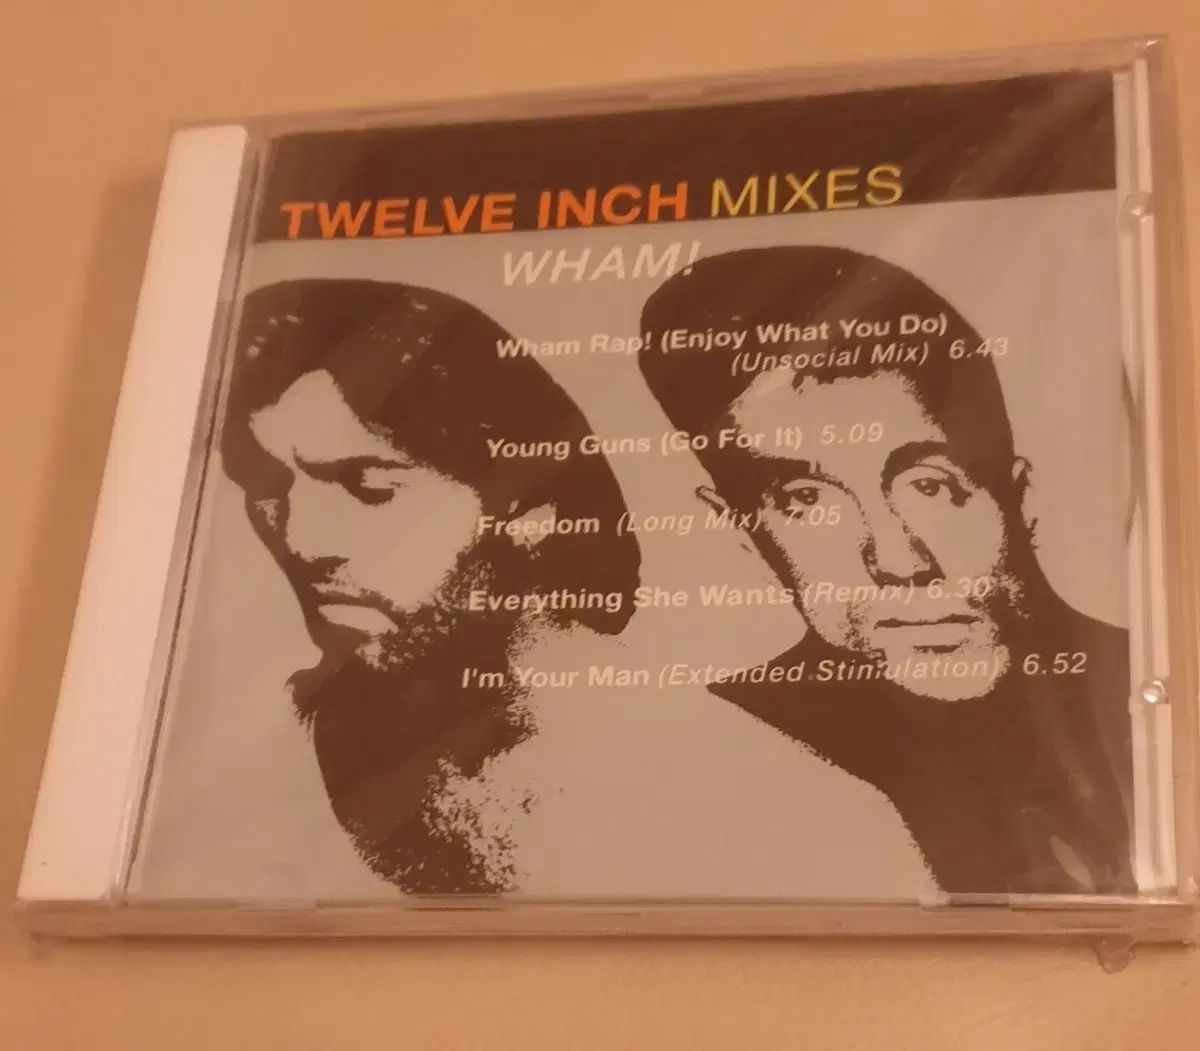 TWELVE INCH MIXES
WHAM!
Wham Rap! (Enjoy What You Do)
(Unsocial Mix) 6.43
Young Guns (Go For It) 5.09
Freedom (Long Mix) 7.05
Everything She Wants (Remix) 6.30
I'm Your Man (Extended Stimulation) 6.52